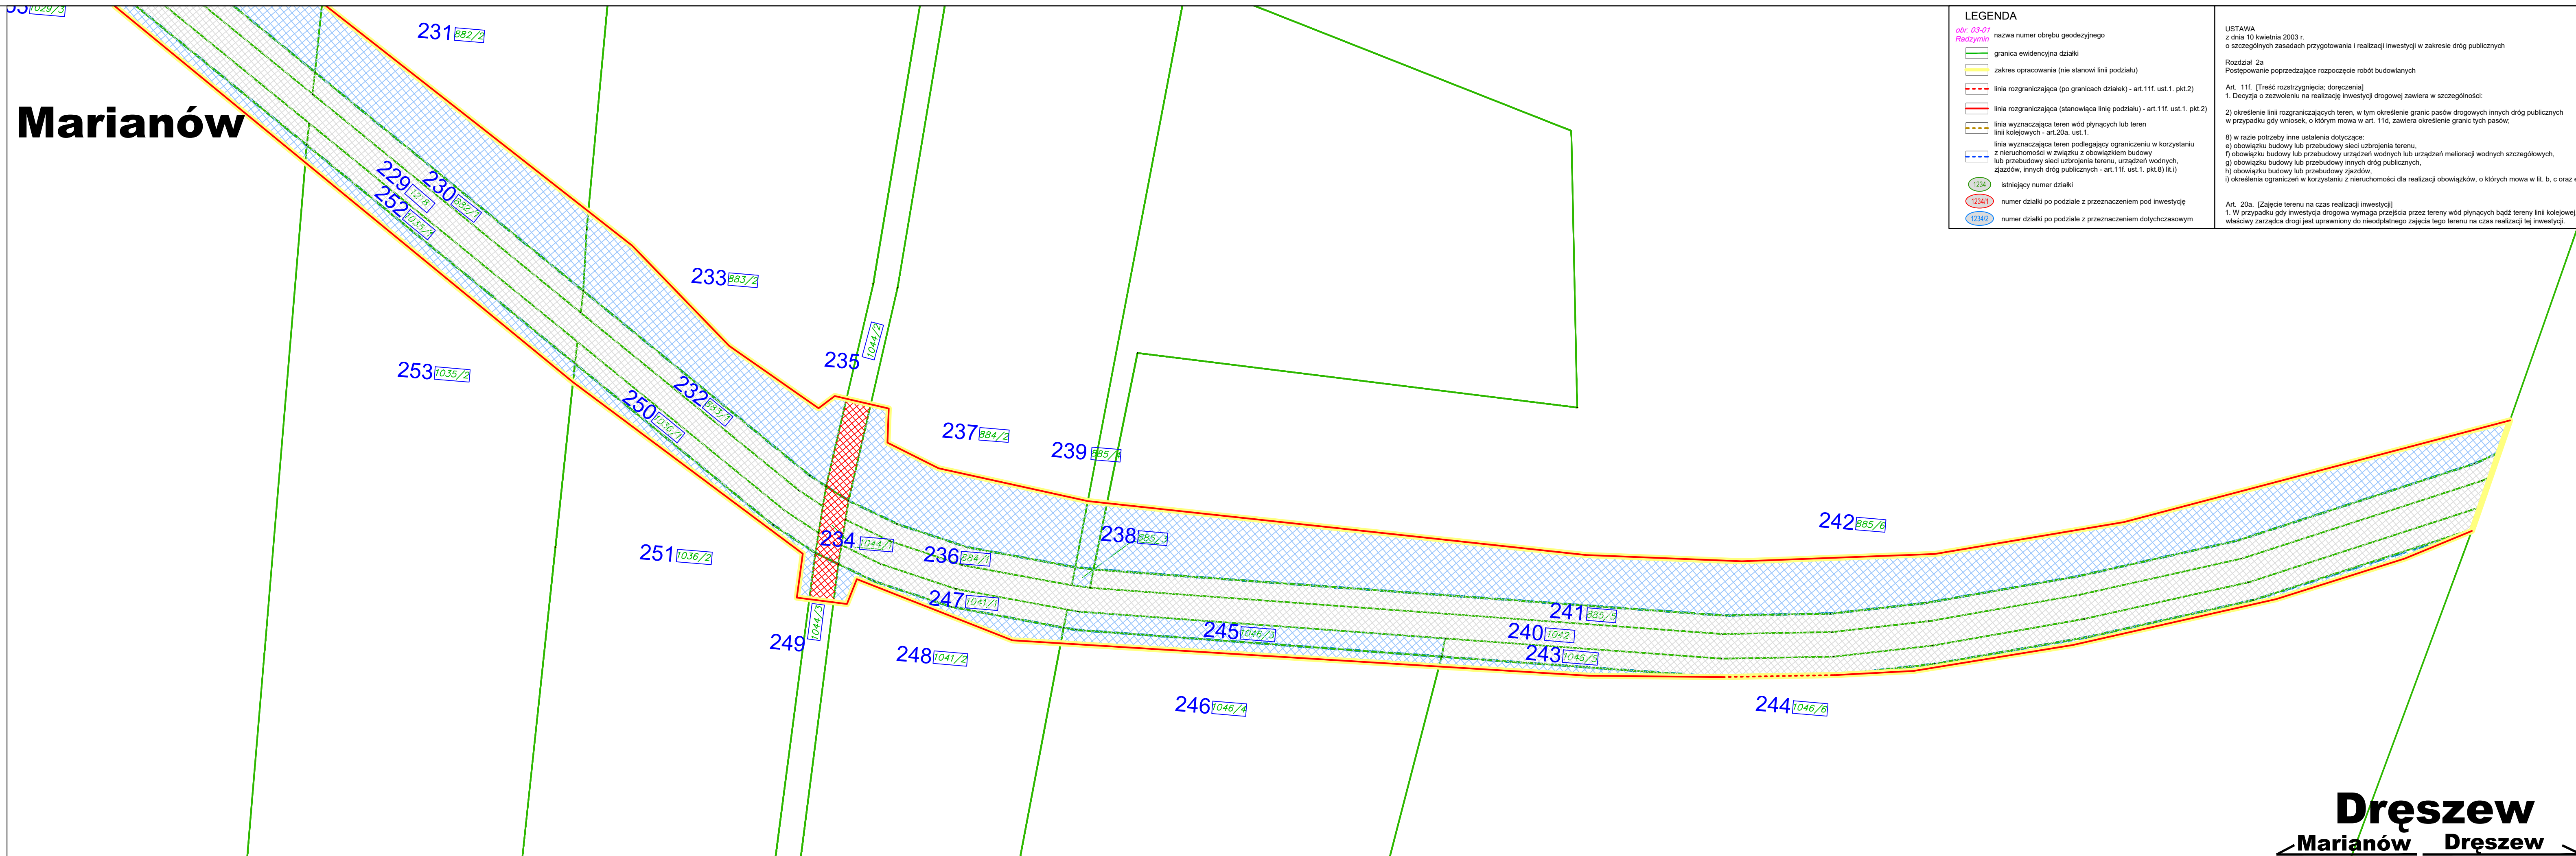 1029/3
231 882/2
Marianów
229 1218
230 882/1
252 1035/1
233 883/2
235 1044/2
253 1035/2
232 883/1
250 1036/1
237 884/2
239
234 1044/1
236 884/1
238 885/3
251 1036/2
247 1041/1
249 1044/3
248 1041/2
245 1046/3
246 1046/4
241 885/5
240 1042
243
242 885/6
244 1046/6
LEGENDA
obr. 03-01
Radzymin
nazwa numer obrębu geodezyjnego
granica ewidencyjna działki
zakres opracowania (nie stanowi linii podziału)
linia rozgraniczająca (po granicach działek) - art.11f. ust.1. pkt.2)
linia rozgraniczająca (stanowiąca linię podziału) - art.11f. ust.1. pkt.2)
linia wyznaczająca teren wód płynących lub teren
linii kolejowych - art.20a. ust.1.
linia wyznaczająca teren podlegający ograniczeniu w korzystaniu
z nieruchomości w związku z obowiązkiem budowy
lub przebudowy sieci uzbrojenia terenu, urządzeń wodnych,
zjazdów, innych dróg publicznych - art.11f. ust.1. pkt.8) lit.i)
1234 istniejący numer działki
1234/1 numer działki po podziale z przeznaczeniem pod inwestycję
1234/2 numer działki po podziale z przeznaczeniem dotychczasowym
USTAWA
z dnia 10 kwietnia 2003 r.
o szczególnych zasadach przygotowania i realizacji inwestycji w zakresie dróg publicznych
Rozdział 2a
Postępowanie poprzedzające rozpoczęcie robót budowlanych
Art. 11f. [Treść rozstrzygnięcia; doręczenia]
1. Decyzja o zezwoleniu na realizację inwestycji drogowej zawiera w szczególności:
2) określenie linii rozgraniczających teren, w tym określenie granic pasów drogowych innych dróg publicznych
w przypadku gdy wniosek, o którym mowa w art. 11d, zawiera określenie granic tych pasów;
8) w razie potrzeby inne ustalenia dotyczące:
e) obowiązku budowy lub przebudowy sieci uzbrojenia terenu,
f) obowiązku budowy lub przebudowy urządzeń wodnych lub urządzeń melioracji wodnych szczegółowych,
g) obowiązku budowy lub przebudowy innych dróg publicznych,
h) obowiązku budowy lub przebudowy zjazdów,
i) określenia ograniczeń w korzystaniu z nieruchomości dla realizacji obowiązków, o których mowa w lit. b, c oraz
Art. 20a. [Zajęcie terenu na czas realizacji inwestycji]
1. W przypadku gdy inwestycja drogowa wymaga przejścia przez tereny wód płynących bądź tereny linii kolejowej,
właściwy zarządca drogi jest uprawniony do nieodpłatnego zajęcia tego terenu na czas realizacji tej inwestycji.
Dręszew
Marianów Dręszew